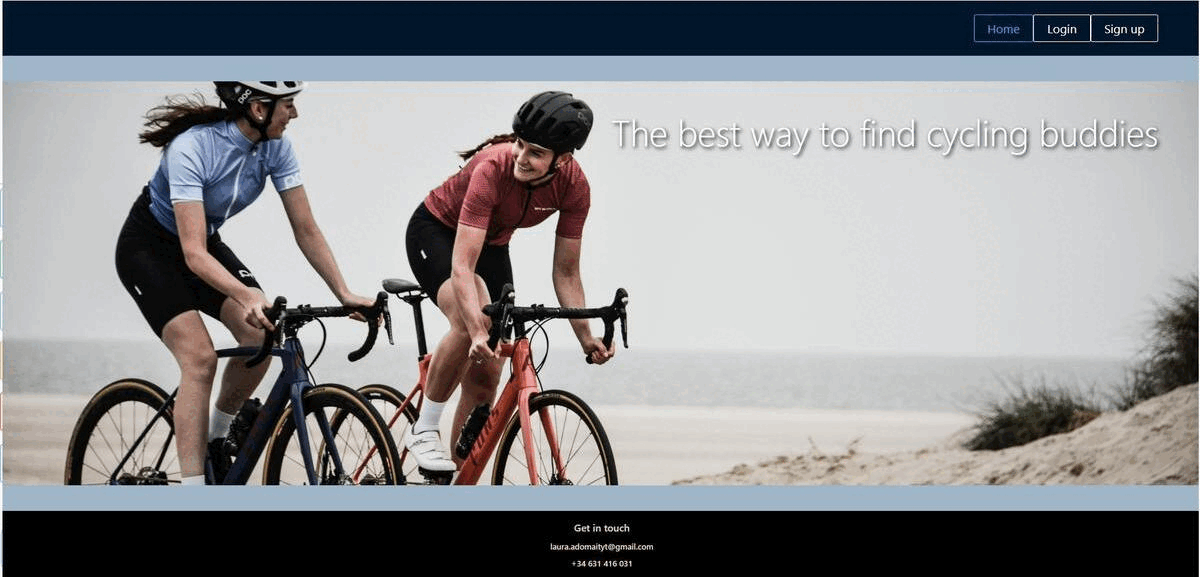 Home Login Sign up
POC
The best way to find cycling buddies
Get in touch
laura.adomaityt@gmail.com
+34 631 416 031